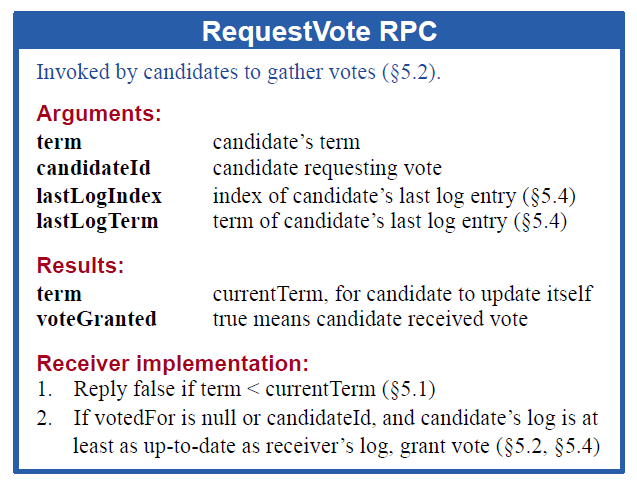 RequestVote RPC
Invoked by candidates to gather votes (§5.2).
Arguments:
term candidate’s term
candidateId candidate requesting vote
lastLogIndex index of candidate’s last log entry (§5.4)
lastLogTerm term of candidate’s last log entry (§5.4)
Results:
term currentTerm, for candidate to update itself
voteGranted true means candidate received vote
Receiver implementation:
1. Reply false if term < currentTerm (§5.1)
2. If votedFor is null or candidateId, and candidate’s log is at
least as up-to-date as receiver’s log, grant vote (§5.2, §5.4)